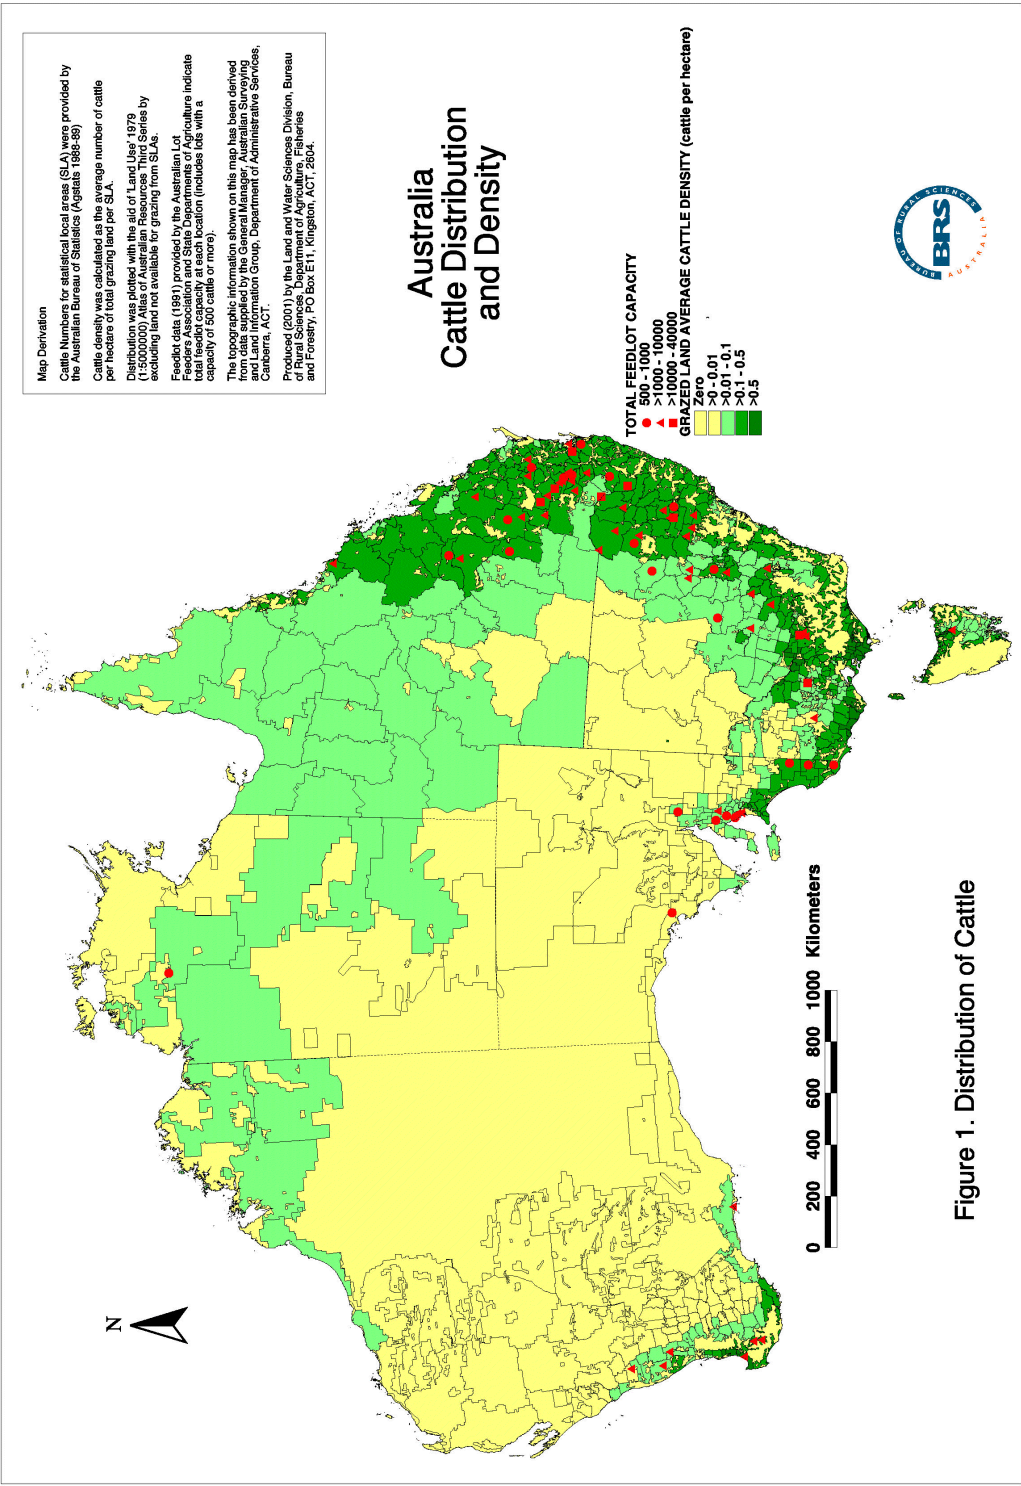 Map Derivation
Cattle Numbers for statistical local areas (SLA) were provided by
the Australian Bureau of Statistics (Agstats 1988-89)
Cattle density was calculated as the average number of cattle
per hectare of total grazing land per SLA.
Distribution was plotted with the aid of 'Land Use' 1979
(1:5000000) Atlas of Australian Resources Third Series by
excluding land not available for grazing from SLAs.
Feedlot data (1991) provided by the Australian Lot
Feeders Association and State Departments of Agriculture indicate
total feedlot capacity at each location (includes lots with a
capacity of 500 cattle or more).
The topographic information shown on this map has been derived
from data supplied by the General Manager, Australian Surveying
and Land Information Group, Department of Administrative Services,
Canberra, ACT.
Produced (2001) by the Land and Water Sciences Division, Bureau
of Rural Sciences, Department of Agriculture, Fisheries
and Forestry, PO Box E11, Kingston, ACT, 2604.
Australia
Cattle Distribution
and Density
TOTAL FEEDLOT CAPACITY
500 - 1000
>1000 - 10000
>10000 - 40000
GRAZED LAND AVERAGE CATTLE DENSITY (cattle per hectare)
Zero
>0 - 0.01
>0.01 - 0.1
>0.1 - 0.5
>0.5
BUREAU OF RURAL SCIENCES
BRS
AUSTRALIA
N
0 200 400 600 800 1000 Kilometers
Figure 1. Distribution of Cattle